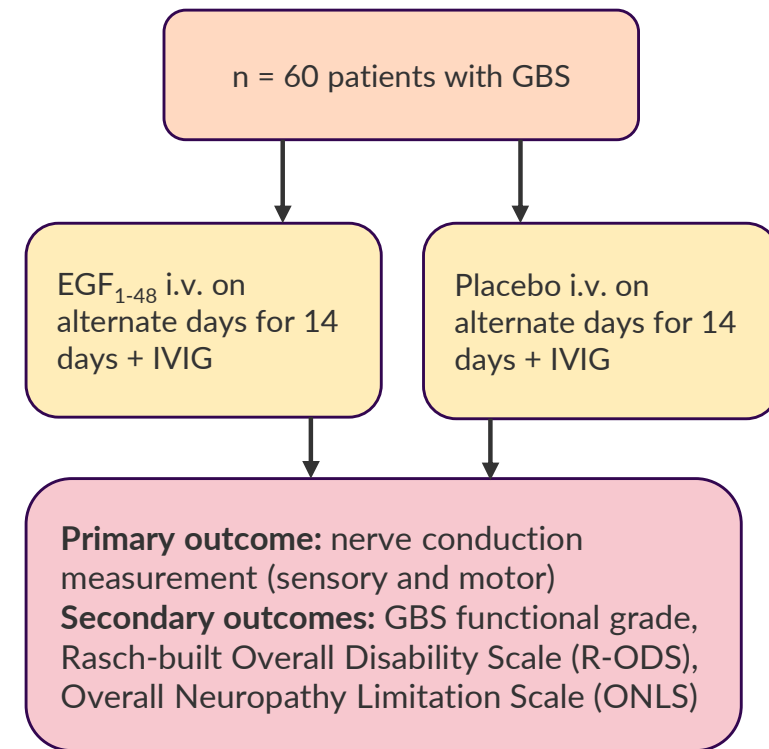 n = 60 patients with GBS
EGF1-48 i.v. on
alternate days for 14
days + IVIG
Placebo i.v. on
alternate days for 14
days + IVIG
Primary outcome: nerve conduction
measurement (sensory and motor)
Secondary outcomes: GBS functional grade,
Rasch-built Overall Disability Scale (R-ODS),
Overall Neuropathy Limitation Scale (ONLS)